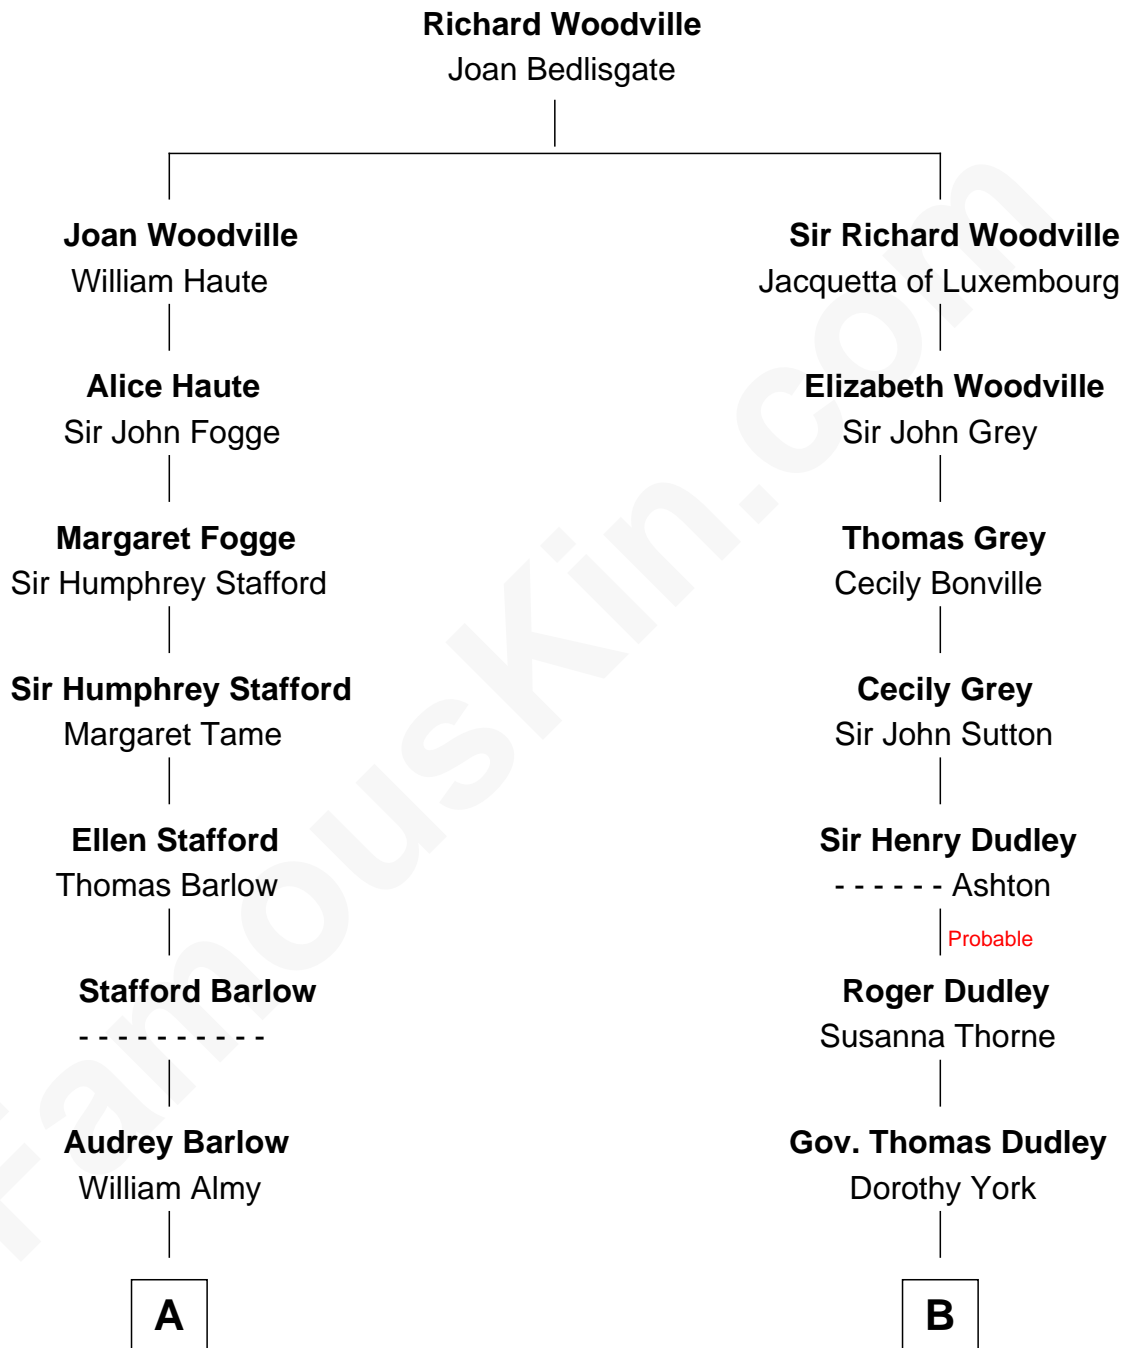 Richard Woodville
Joan Bedlisgate
Joan Woodville
William Haute
Sir Richard Woodville
Jacquetta of Luxembourg
Alice Haute
Sir John Fogge
Elizabeth Woodville
Sir John Grey
Margaret Fogge
Sir Humphrey Stafford
Thomas Grey
Cecily Bonville
Sir Humphrey Stafford
Margaret Tame
Cecily Grey
Sir John Sutton
Ellen Stafford
Thomas Barlow
Sir Henry Dudley
- - - - - - Ashton
Probable
Stafford Barlow
- - - - - - - - - -
Roger Dudley
Susanna Thorne
Audrey Barlow
William Almy
Gov. Thomas Dudley
Dorothy York
A
B
FamousKin.com